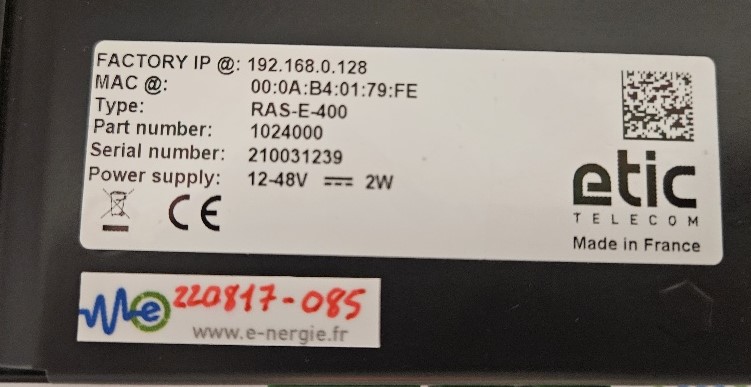 FACTORY IP @: 192.168.0.128
MAC @: 00:0A:B4:01:79:FE
Type: RAS-E-400
Part number: 1024000
Serial number: 210031239
Power supply: 12-48V ⎓ 2W
CE
etic
TELECOM
Made in France
Me 220817-085
www.e-nergie.fr